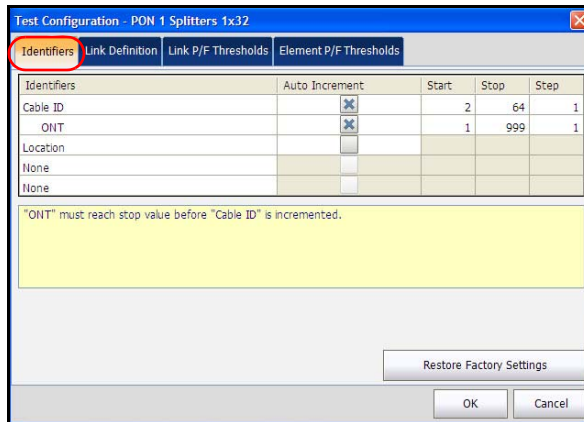 Test Configuration - PON 1 Splitters 1x32
Identifiers Link Definition Link P/F Thresholds Element P/F Thresholds
Identifiers Auto Increment Start Stop Step
Cable ID 2 64 1
ONT 1 999 1
Location
None
None
"ONT" must reach stop value before "Cable ID" is incremented.
Restore Factory Settings
OK Cancel